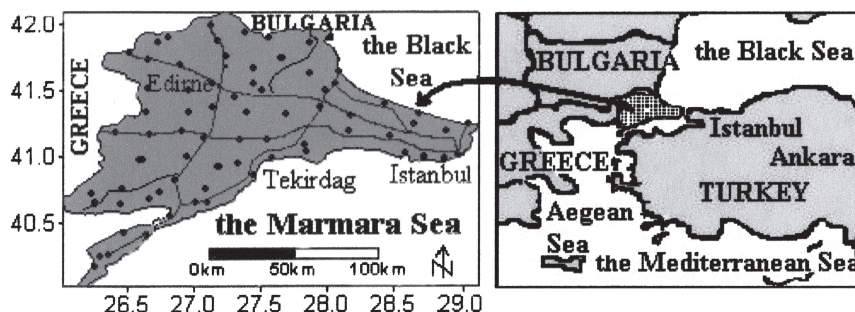 42.0
41.5
41.0
40.5
26.5 27.0 27.5 28.0 28.5 29.0
BULGARIA
the Black
Sea
GREECE
Edirne
Tekirdag
Istanbul
the Marmara Sea
0km 50km 100km
N
the Black Sea
BULGARIA
Istanbul
GREECE
Ankara
TURKEY
Aegean
Sea
the Mediterranean Sea